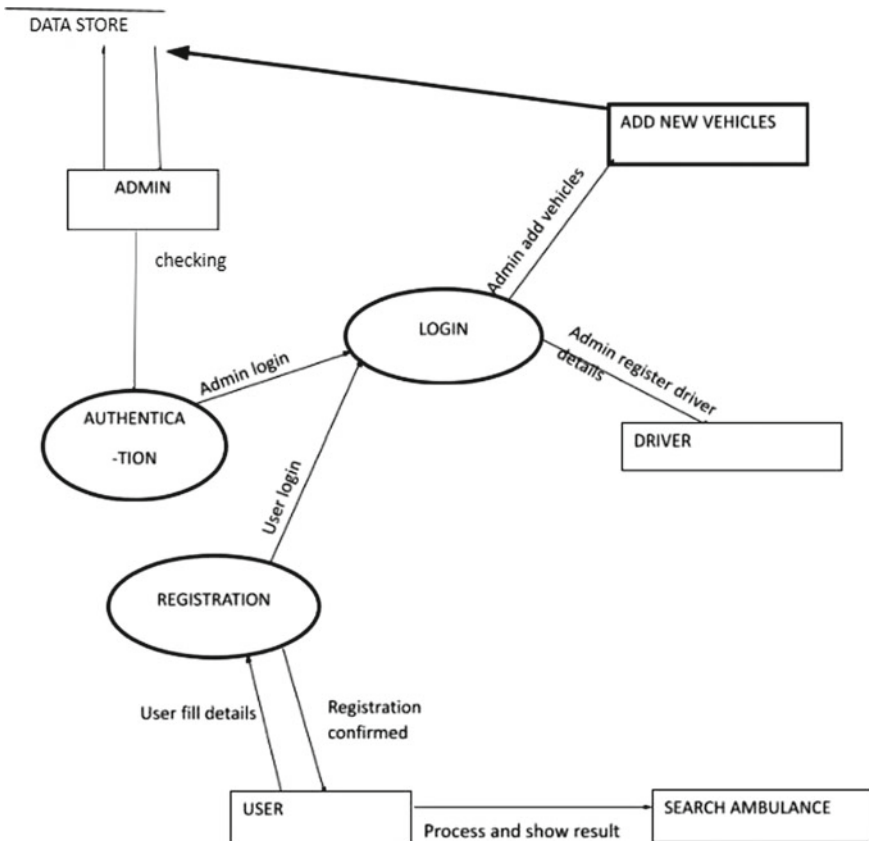 DATA STORE
ADD NEW VEHICLES
ADMIN
checking
Admin add vehicles
LOGIN
Admin register driver
details
Admin login
AUTHENTICA
-TION
DRIVER
User login
REGISTRATION
User fill details
Registration
confirmed
USER
SEARCH AMBULANCE
Process and show result